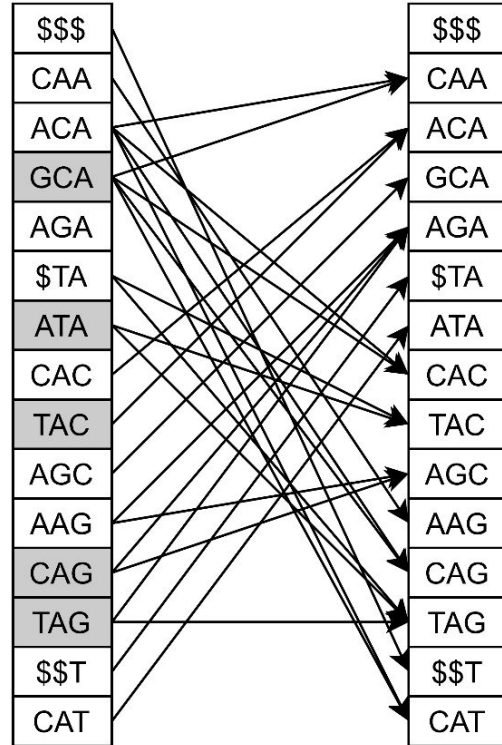 $$$ $$$
CAA CAA
ACA ACA
GCA GCA
AGA AGA
$TA $TA
ATA ATA
CAC CAC
TAC TAC
AGC AGC
AAG AAG
CAG CAG
TAG TAG
$$T $$T
CAT CAT